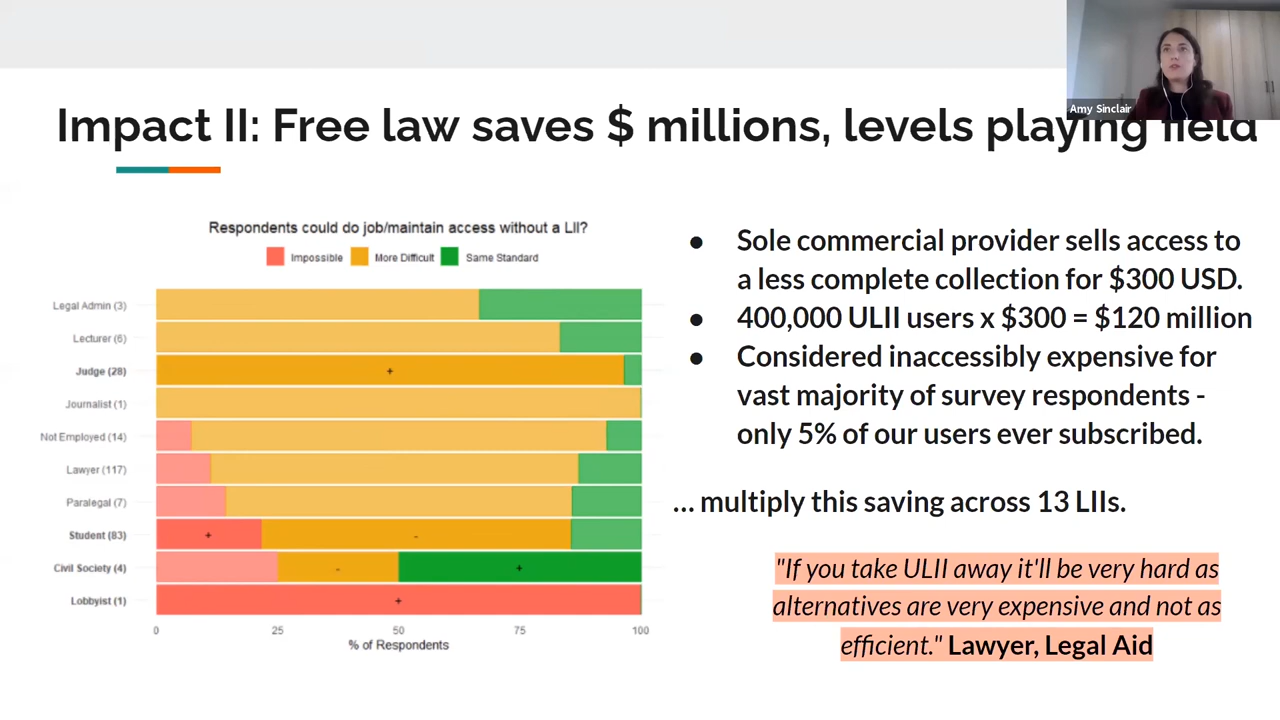 Amy Sinclair
Impact II: Free law saves $ millions, levels playing field
Respondents could do job/maintain access without a LII?
Impossible More Difficult Same Standard
Legal Admin (3)
Lecturer (6)
Judge (28) +
Journalist (1)
Not Employed (14)
Lawyer (117)
Paralegal (7)
Student (83) + -
Civil Society (4) - +
Lobbyist (1) +
0 25 50 75 100
% of Respondents
● Sole commercial provider sells access to
a less complete collection for $300 USD.
● 400,000 ULII users x $300 = $120 million
● Considered inaccessibly expensive for
vast majority of survey respondents -
only 5% of our users ever subscribed.
... multiply this saving across 13 LIIs.
"If you take ULII away it'll be very hard as
alternatives are very expensive and not as
efficient." Lawyer, Legal Aid